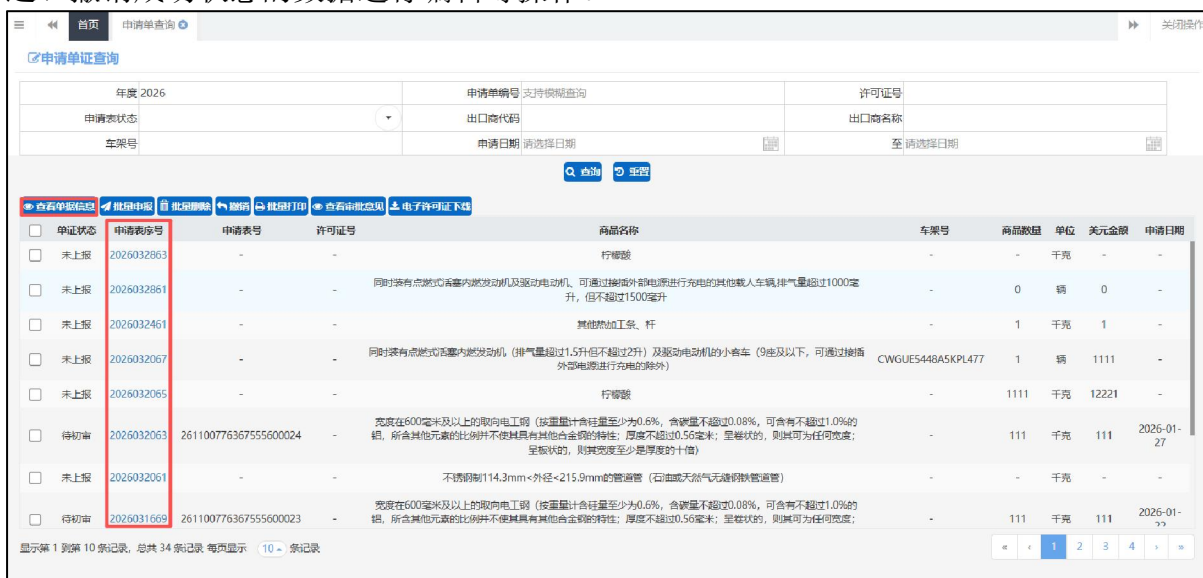 首页 申请单查询 关闭操作
申请单证查询
年度 2026 申请单编号 支持模糊查询 许可证号
申请表状态 出口商代码 出口商名称
车架号 申请日期 请选择日期 至 请选择日期
查询 重置
查看单据信息 批量申报 批量删除 撤销 批量打印 查看审批意见 电子许可证下载
单证状态 申请表序号 申请表号 许可证号 商品名称 车架号 商品数量 单位 美元金额 申请日期
未上报 2026032863 - - 柠檬酸 - - 千克 - -
未上报 2026032861 - - 同时装有点燃式活塞内燃发动机及驱动电动机、可通过接插外部电源进行充电的其他载人车辆,排气量超过1000毫
升，但不超过1500毫升 - 0 辆 0 -
未上报 2026032461 - - 其他热加工条、杆 - 1 千克 1 -
未上报 2026032067 - - 同时装有点燃式活塞内燃发动机（排气量超过1.5升但不超过2升）及驱动电动机的小客车（9座及以下，可通过接插
外部电源进行充电的除外） CWGUE5448A5KPL477 1 辆 1111 -
未上报 2026032065 - - 柠檬酸 - 1111 千克 12221 -
宽度在600毫米及以上的取向电工钢（按重量计含硅量至少为0.6%，含碳量不超过0.08%，可含有不超过1.0%的
待初审 2026032063 261100776367555600024 - 铝，所含其他元素的比例并不使其具有其他合金钢的特性；厚度不超过0.56毫米；呈卷状的，则其可为任何宽度； - 111 千克 111 2026-01-
27
呈板状的，则其宽度至少是厚度的十倍）
未上报 2026032061 - - 不锈钢制114.3mm<外径<215.9mm的管道管（石油或天然气无缝钢铁管道管） - - 千克 - -
宽度在600毫米及以上的取向电工钢（按重量计含硅量至少为0.6%，含碳量不超过0.08%，可含有不超过1.0%的
待初审 2026031669 261100776367555600023 - 铝，所含其他元素的比例并不使其具有其他合金钢的特性；厚度不超过0.56毫米；呈卷状的，则其可为任何宽度； - 111 千克 111 2026-01-
显示第 1 到第 10 条记录，总共 34 条记录 每页显示 10 条记录 « ‹ 1 2 3 4 › »